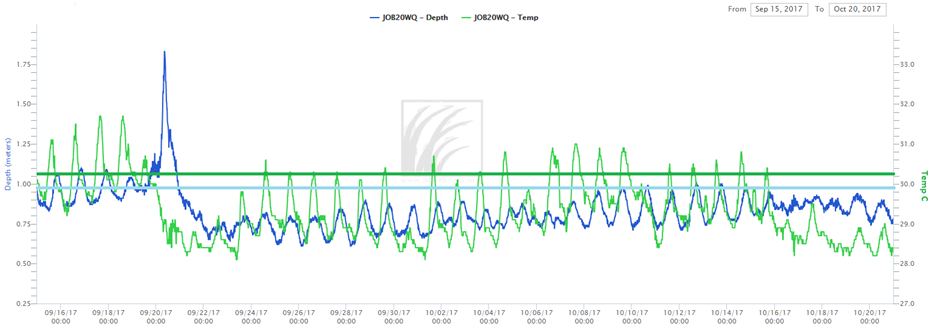 From Sep 15, 2017 To Oct 20, 2017
JOB20WQ - Depth JOB20WQ - Temp
1.75 33.0
1.50 32.0
1.25 31.0
1.00 30.0
0.75 29.0
0.50 28.0
0.25 27.0
Depth (meters)
Temp C
09/16/17 09/18/17 09/20/17 09/22/17 09/24/17 09/26/17 09/28/17 09/30/17 10/02/17 10/04/17 10/06/17 10/08/17 10/10/17 10/12/17 10/14/17 10/16/17 10/18/17 10/20/17
00:00 00:00 00:00 00:00 00:00 00:00 00:00 00:00 00:00 00:00 00:00 00:00 00:00 00:00 00:00 00:00 00:00 00:00